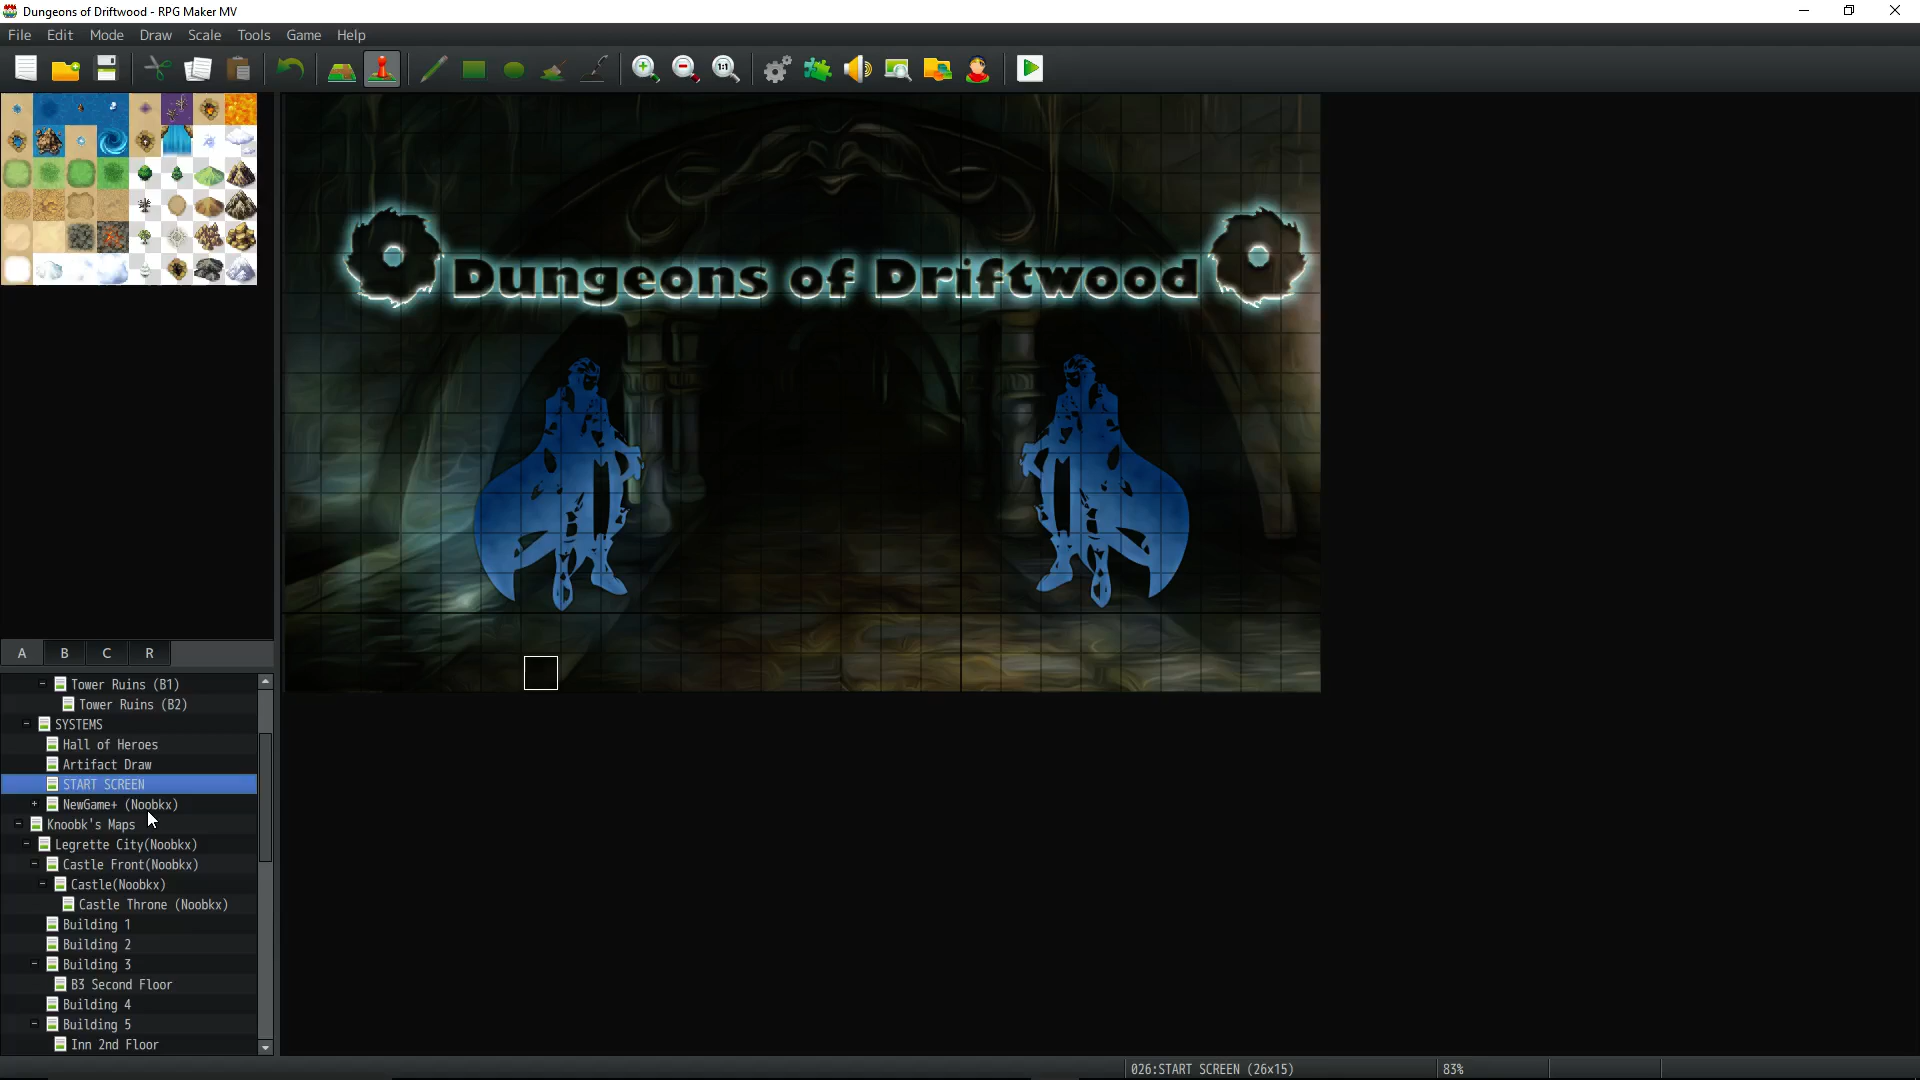 Dungeons of Driftwood - RPG Maker MV
File Edit Mode Draw Scale Tools Game Help
1:1
Dungeons of Driftwood
A B C R
Tower Ruins (B1)
Tower Ruins (B2)
SYSTEMS
Hall of Heroes
Artifact Draw
START SCREEN
NewGame+ (Noobkx)
Knoobk's Maps
Legrette City(Noobkx)
Castle Front(Noobkx)
Castle(Noobkx)
Castle Throne (Noobkx)
Building 1
Building 2
Building 3
B3 Second Floor
Building 4
Building 5
Inn 2nd Floor
026:START SCREEN (26x15) 83%